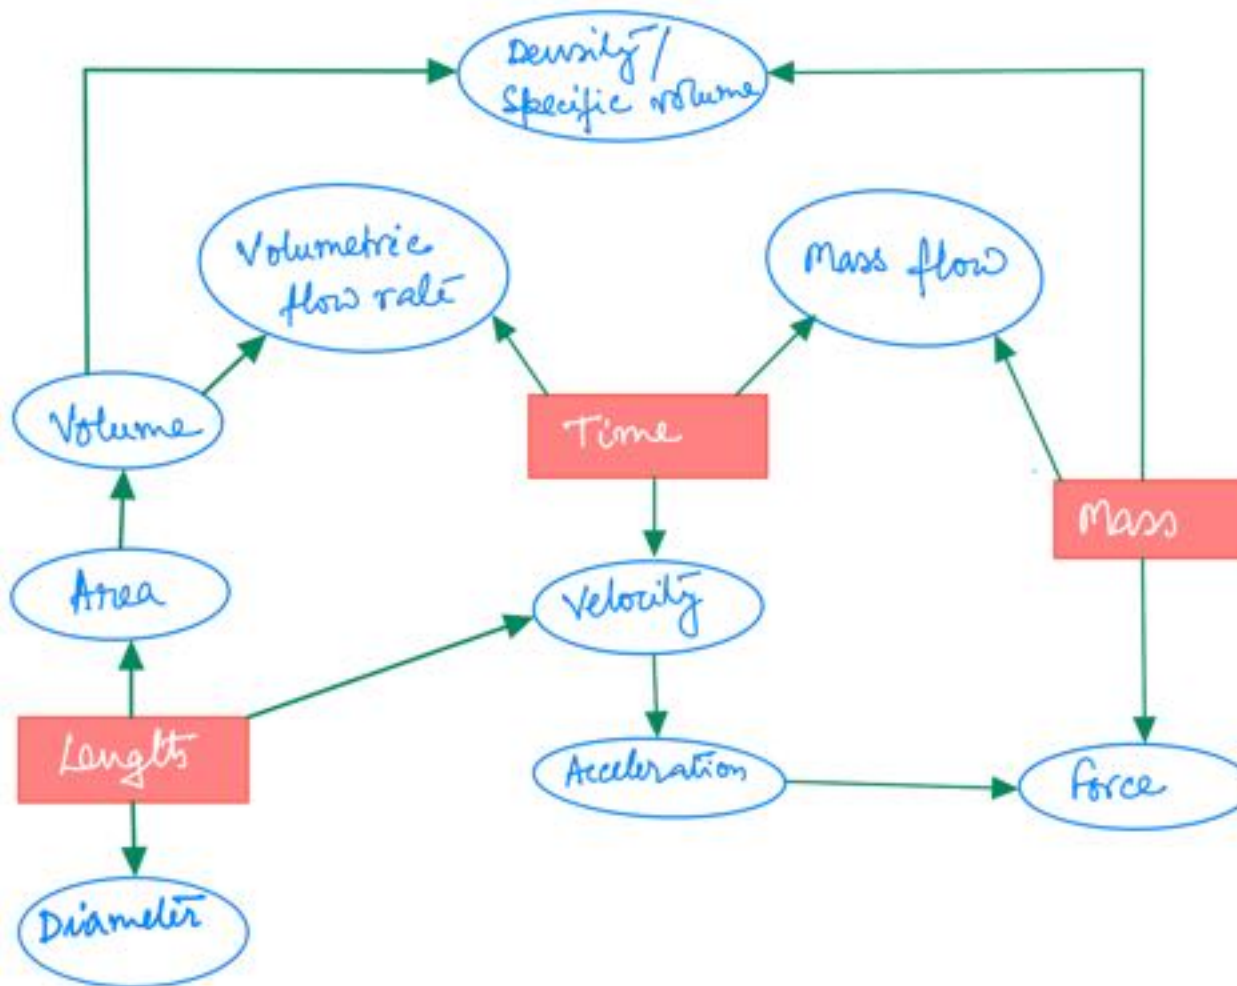 Density/
Specific volume
Volumetric
flow rate
Mass flow
Volume
Time
Mass
Area
Velocity
Length
Acceleration
Force
Diameter